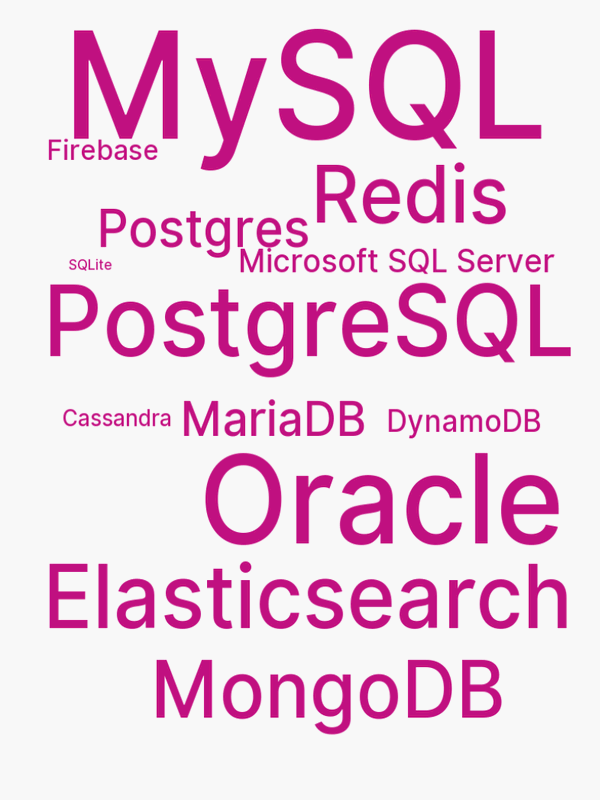 MySQL
Firebase
Redis
Postgres
Microsoft SQL Server
SQLite
PostgreSQL
Cassandra
MariaDB
DynamoDB
Oracle
Elasticsearch
MongoDB